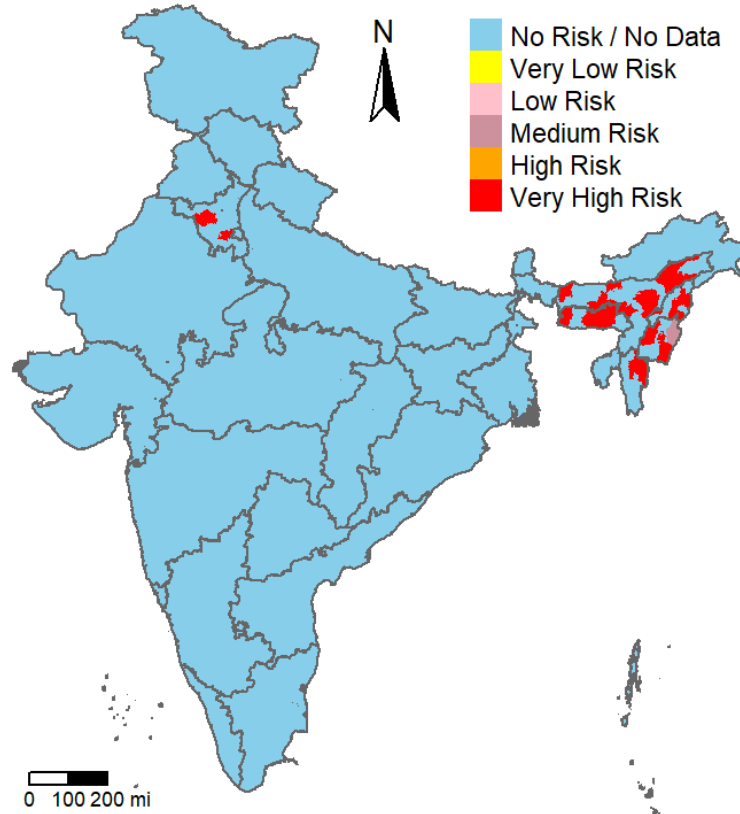 N
No Risk / No Data
Very Low Risk
Low Risk
Medium Risk
High Risk
Very High Risk
0 100 200 mi